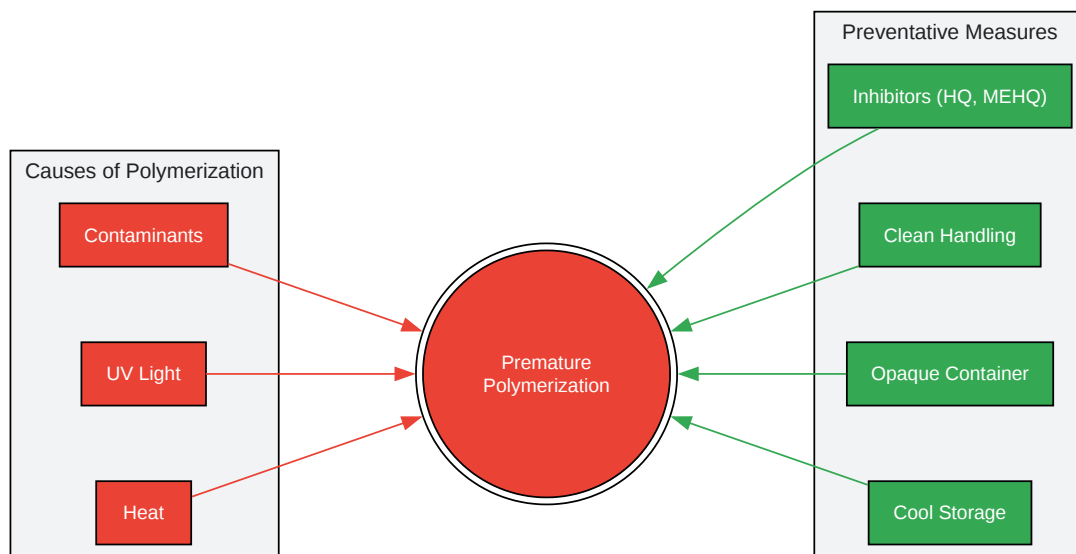 Causes of Polymerization
Contaminants
UV Light
Heat
Premature
Polymerization
Preventative Measures
Inhibitors (HQ, MEHQ)
Clean Handling
Opaque Container
Cool Storage